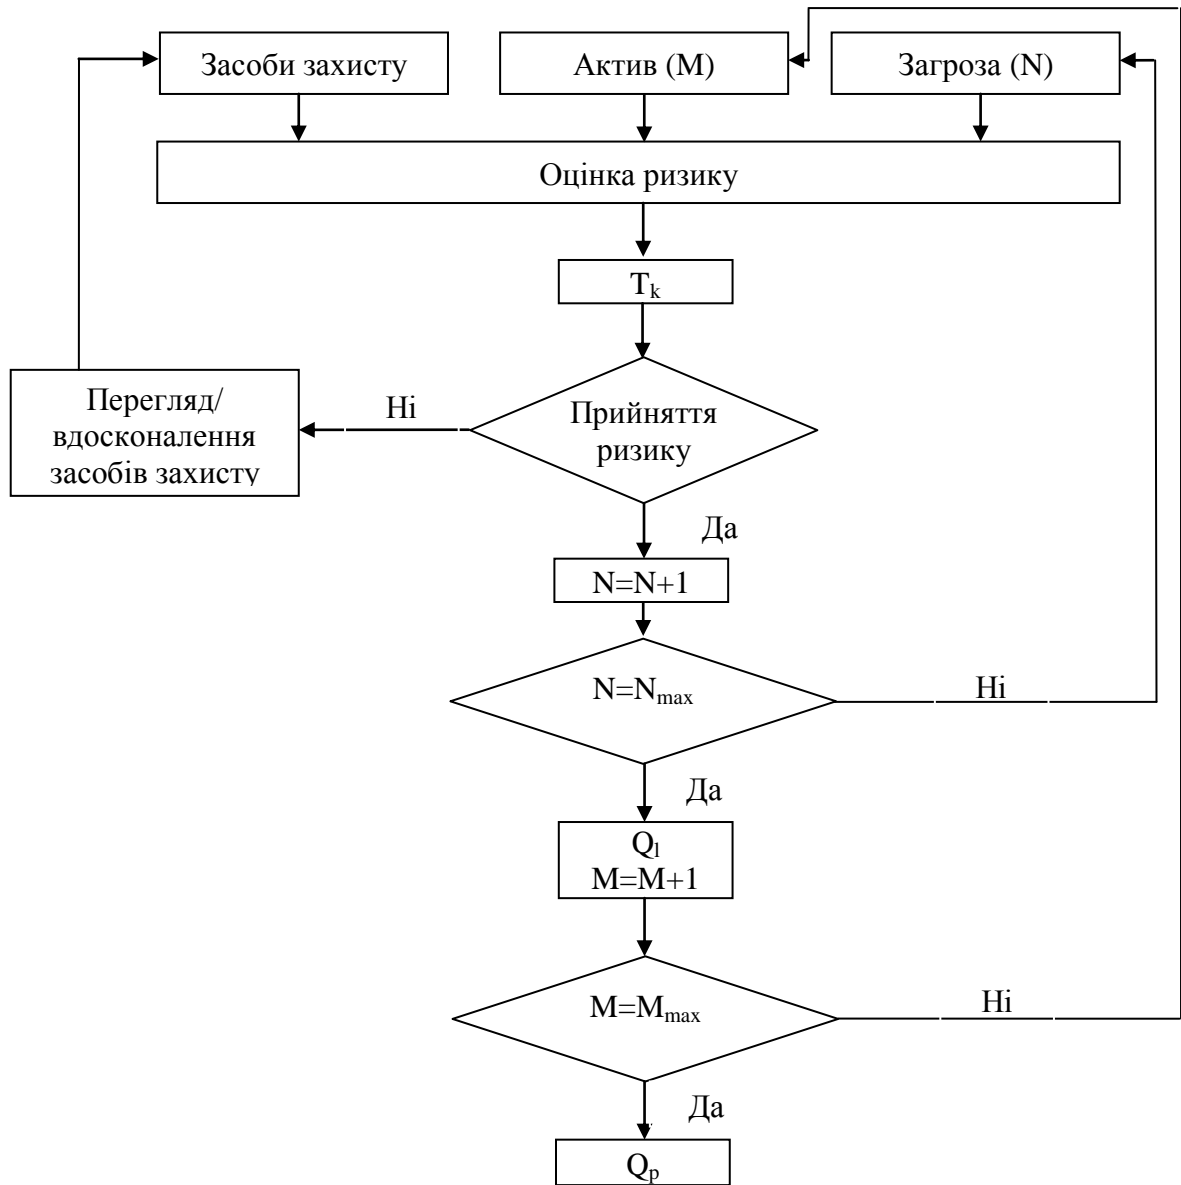 Засоби захисту
Актив (M)
Загроза (N)
Оцінка ризику
Tk
Прийняття
ризику
Ні
Перегляд/
вдосконалення
засобів захисту
Да
N=N+1
N=Nmax
Ні
Да
Ql
M=M+1
M=Mmax
Ні
Да
Qp